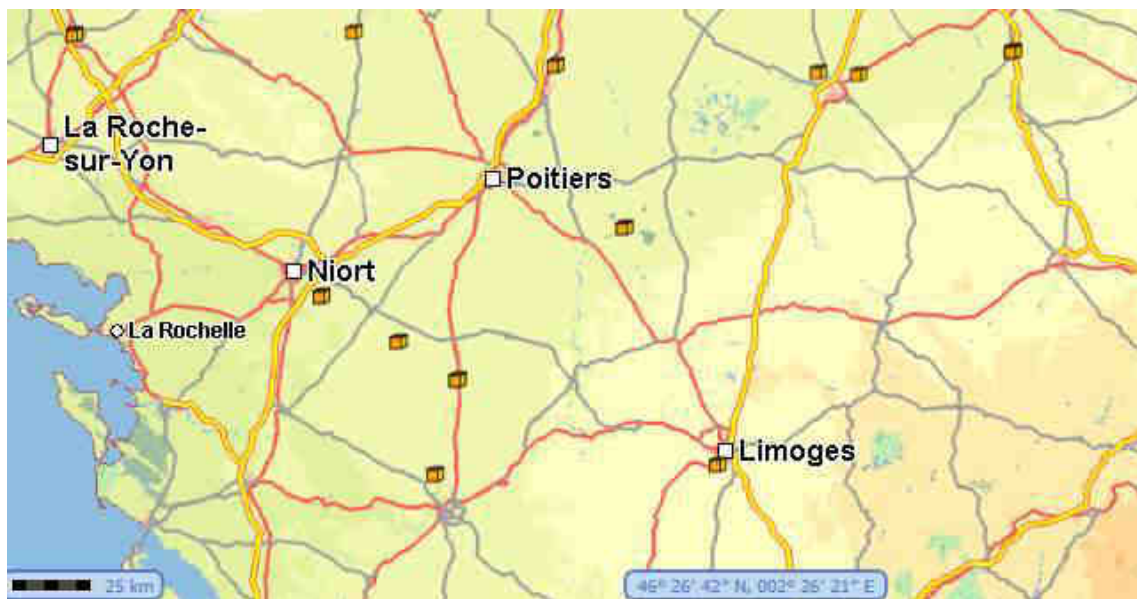 La Roche-
sur-Yon
Poitiers
Niort
La Rochelle
Limoges
25 km
46° 26' 42" N, 002° 26' 21" E